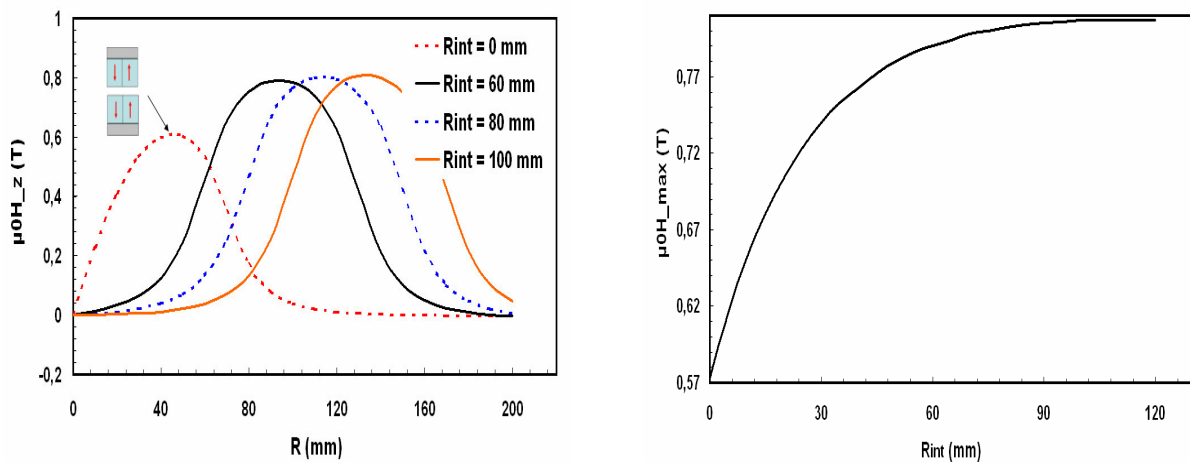 1
0,8
0,6
0,4
0,2
0
-0,2
μ0H_z (T)
0 40 80 120 160 200
R (mm)
Rint = 0 mm
Rint = 60 mm
Rint = 80 mm
Rint = 100 mm
0,77
0,72
0,67
0,62
0,57
μ0H_max (T)
0 30 60 90 120
Rint (mm)